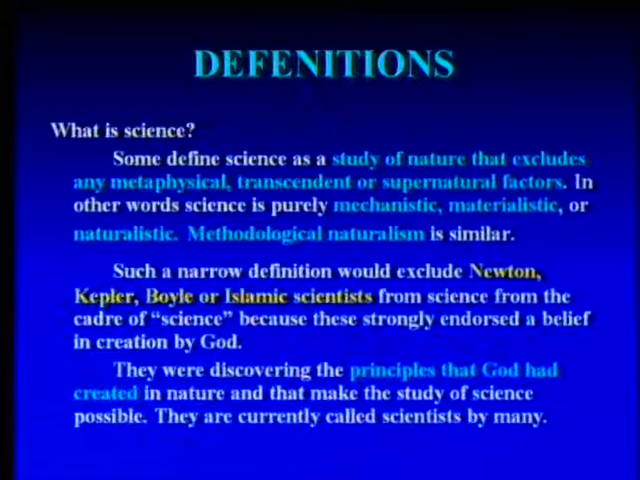 DEFENITIONS
What is science?
Some define science as a study of nature that excludes
any metaphysical, transcendent or supernatural factors. In
other words science is purely mechanistic, materialistic, or
naturalistic. Methodological naturalism is similar.
Such a narrow definition would exclude Newton,
Kepler, Boyle or Islamic scientists from science from the
cadre of “science” because these strongly endorsed a belief
in creation by God.
They were discovering the principles that God had
created in nature and that make the study of science
possible. They are currently called scientists by many.